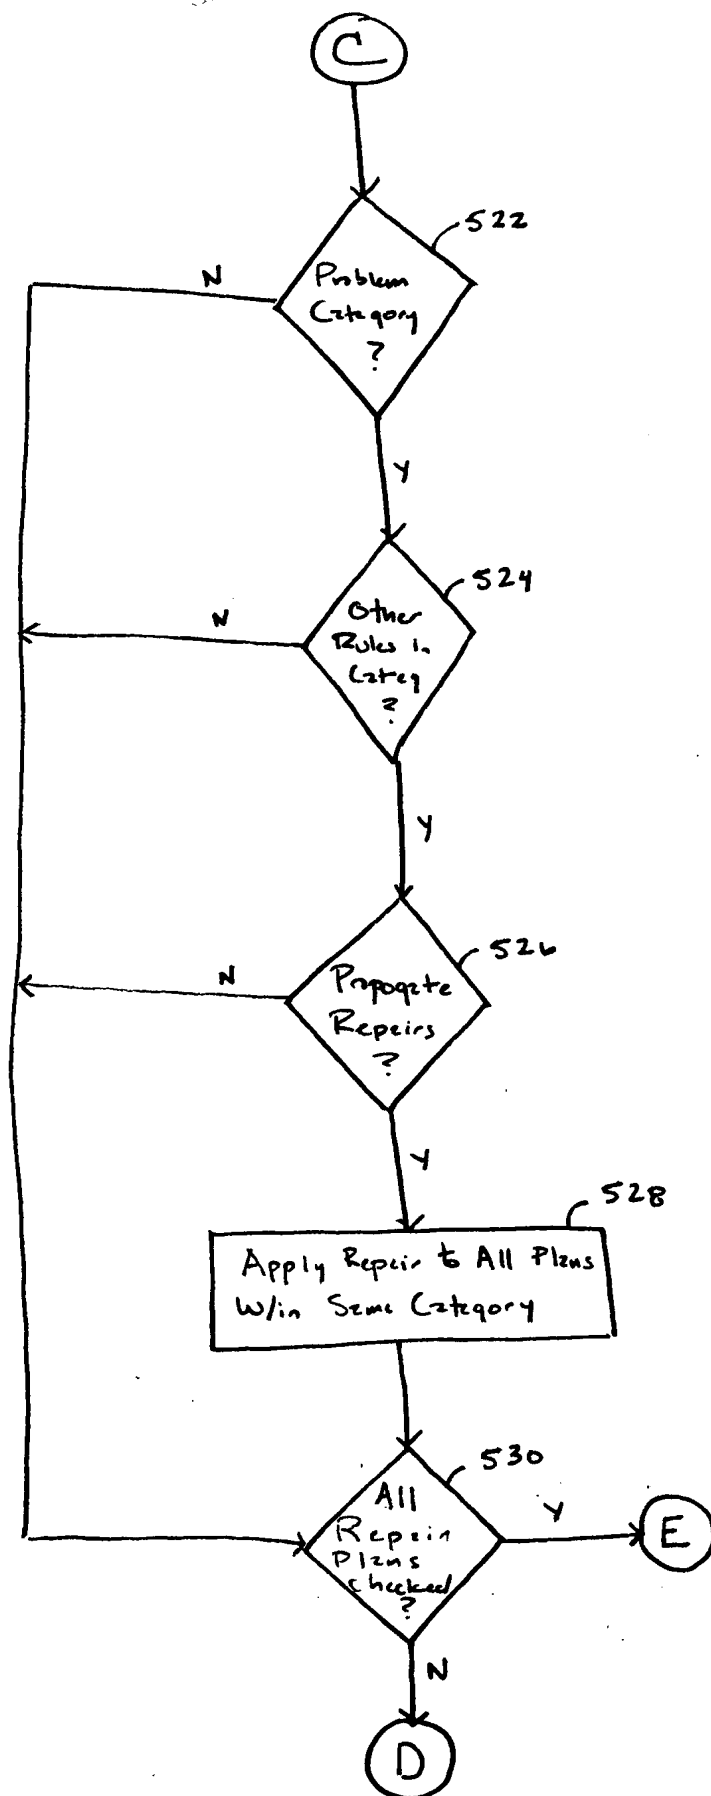 C
522
N
Problem
Category
?
Y
524
N
Other
Rules in
Categ
?
Y
526
N
Propogate
Repairs
?
Y
528
Apply Repair to All Plans
W/in Same Category
530
All
Repair
Plans
checked
?
Y
E
N
D